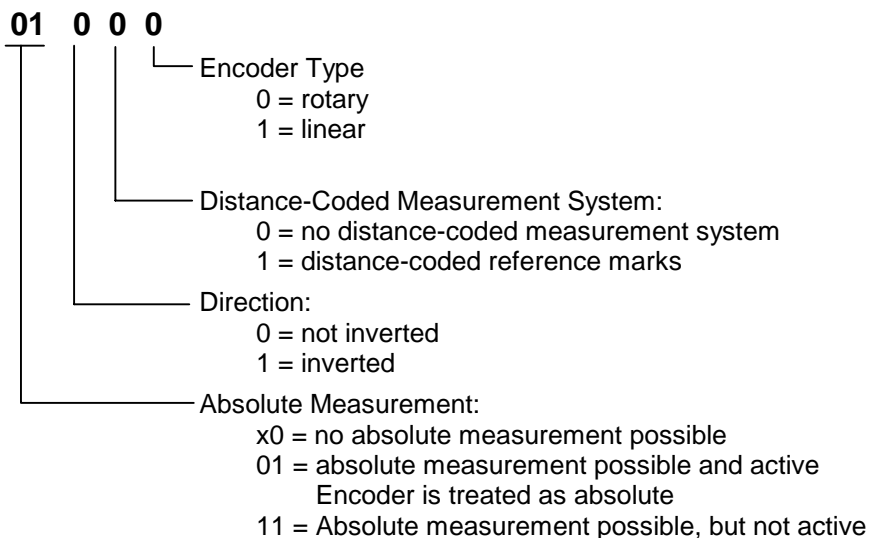 01 0 0 0
Encoder Type
0 = rotary
1 = linear
Distance-Coded Measurement System:
0 = no distance-coded measurement system
1 = distance-coded reference marks
Direction:
0 = not inverted
1 = inverted
Absolute Measurement:
x0 = no absolute measurement possible
01 = absolute measurement possible and active
Encoder is treated as absolute
11 = Absolute measurement possible, but not active